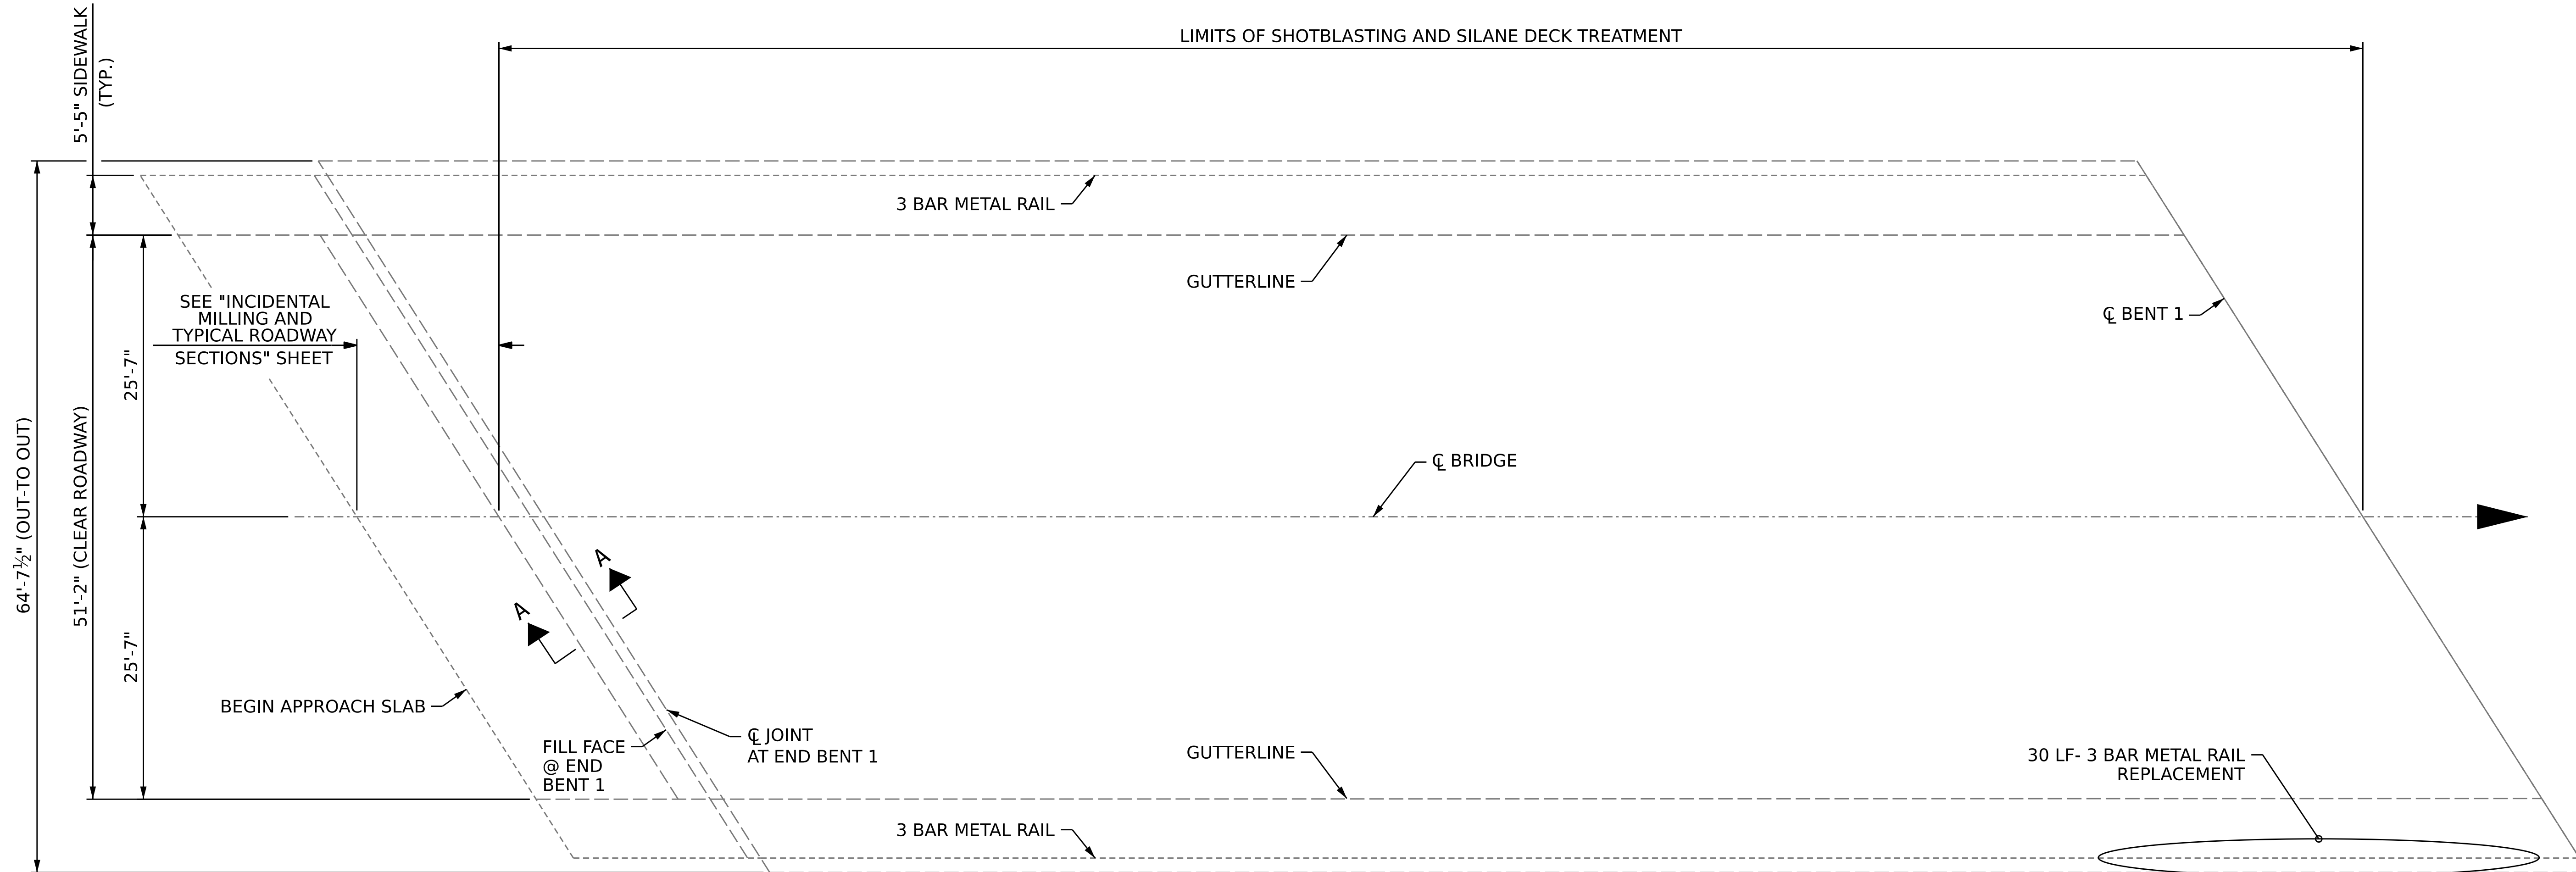 LIMITS OF SHOTBLASTING AND SILANE DECK TREATMENT
5'-5" SIDEWALK
(TYP.)
3 BAR METAL RAIL
GUTTERLINE
SEE "INCIDENTAL
MILLING AND
TYPICAL ROADWAY
SECTIONS" SHEET
℄ BENT 1
25'-7"
64'-7½" (OUT-TO OUT)
51'-2" (CLEAR ROADWAY)
℄ BRIDGE
A
A
25'-7"
BEGIN APPROACH SLAB
FILL FACE
@ END
BENT 1
℄ JOINT
AT END BENT 1
GUTTERLINE
30 LF- 3 BAR METAL RAIL
REPLACEMENT
3 BAR METAL RAIL